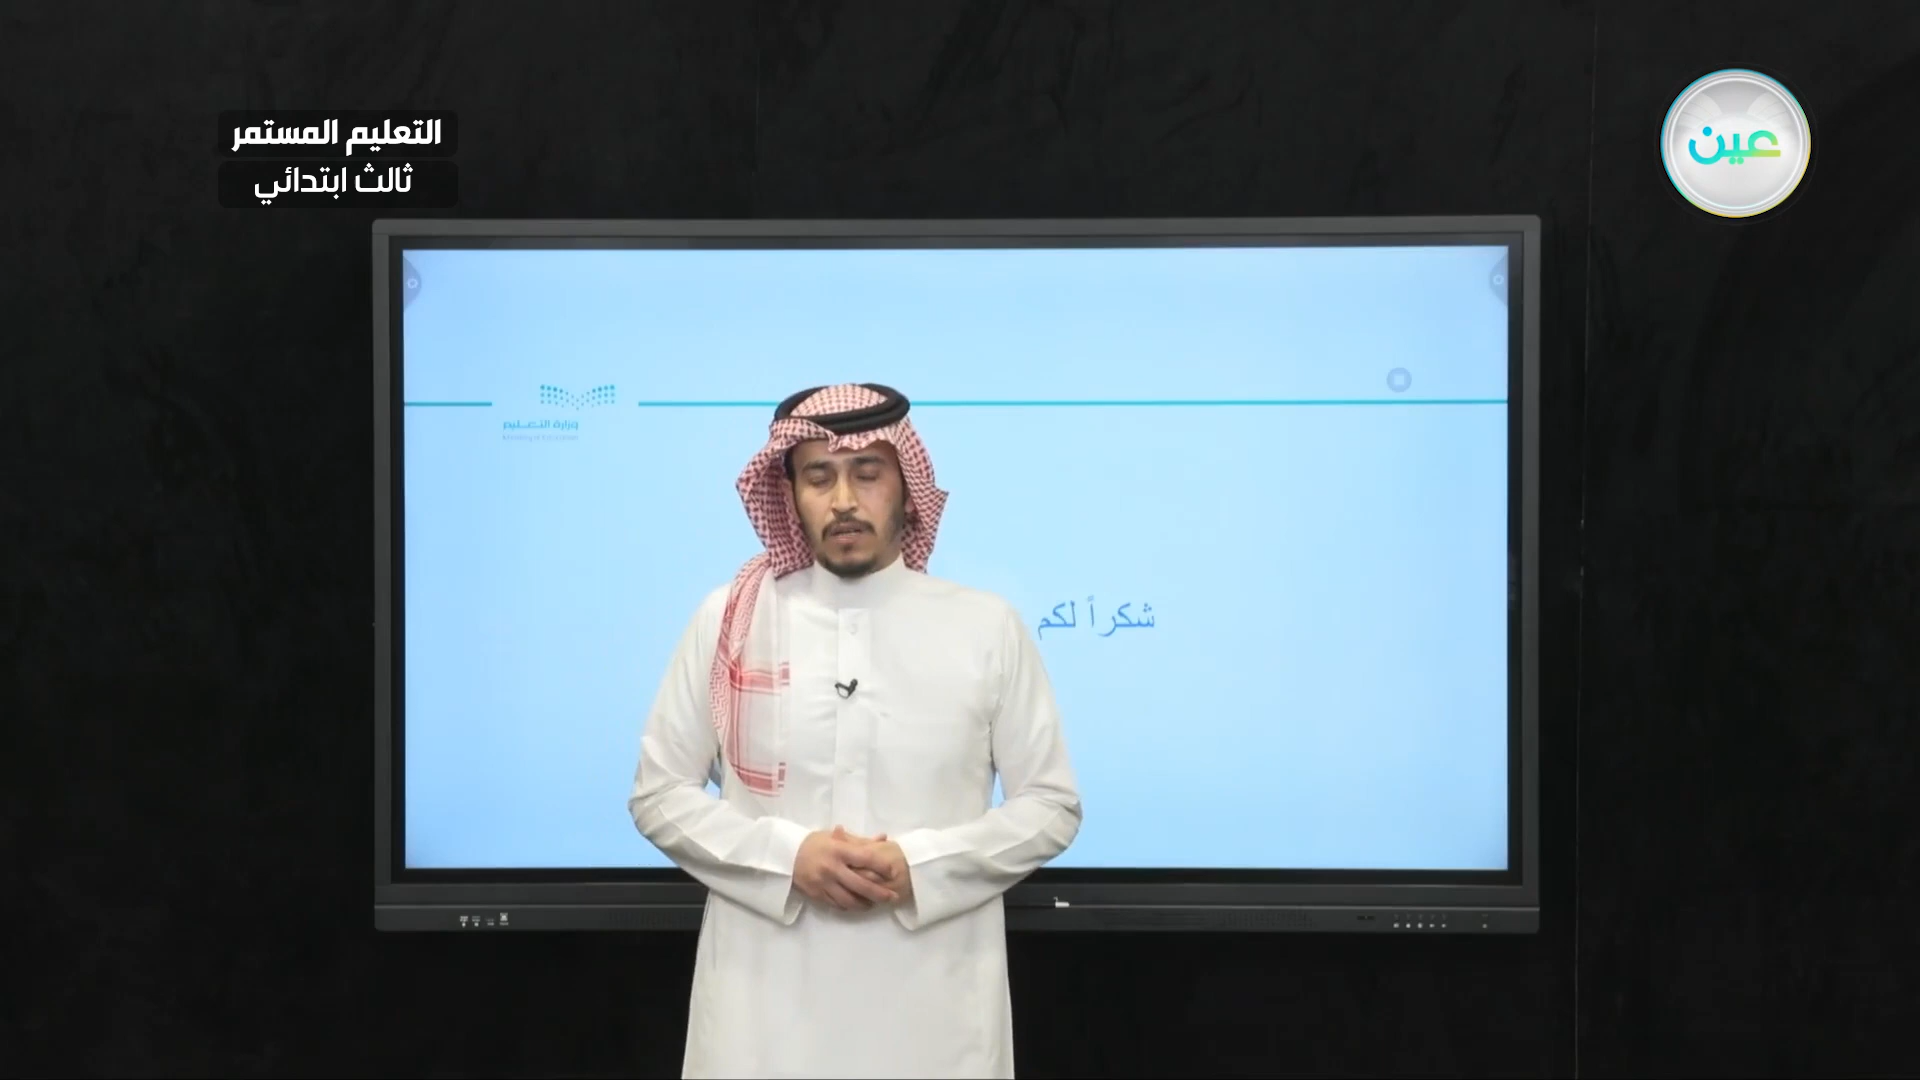 التعليم المستمر
ثالث ابتدائي
عين
وزارة التعليم
شكراً لكم